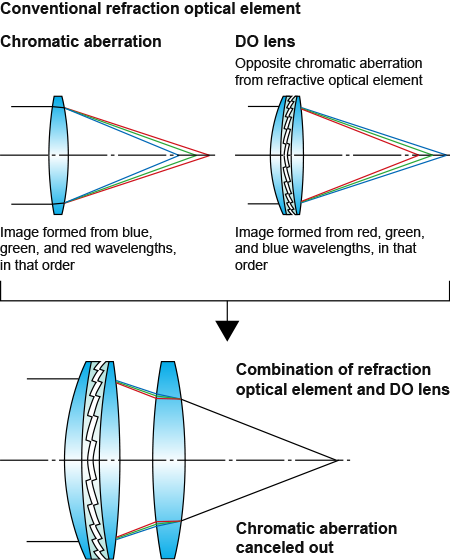 Conventional refraction optical element
Chromatic aberration
DO lens
Opposite chromatic aberration
from refractive optical element
Image formed from blue,
green, and red wavelengths,
in that order
Image formed from red, green,
and blue wavelengths, in that
order
Combination of refraction
optical element and DO lens
Chromatic aberration
canceled out